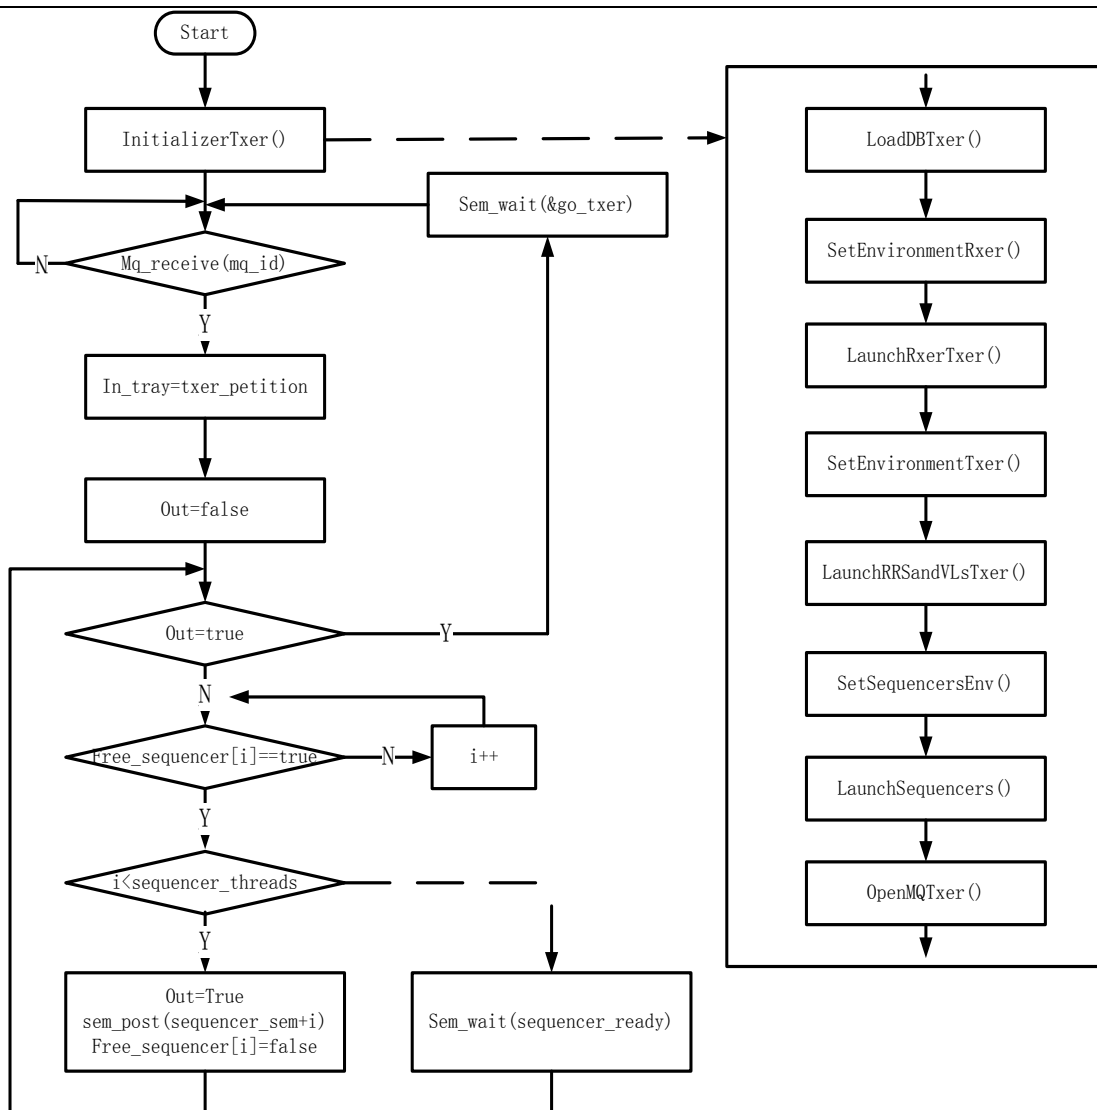 Start
InitializerTxer()
Sem_wait(&go_txer)
Mq_receive(mq_id)
N
Y
In_tray=txer_petition
Out=false
Out=true
Y
N
Free_sequencer[i]==true
N
i++
Y
i<sequencer_threads
Y
Out=True
sem_post(sequencer_sem+i)
Free_sequencer[i]=false
Sem_wait(sequencer_ready)
LoadDBTxer()
SetEnvironmentRxer()
LaunchRxerTxer()
SetEnvironmentTxer()
LaunchRRSandVLsTxer()
SetSequencersEnv()
LaunchSequencers()
OpenMQTxer()